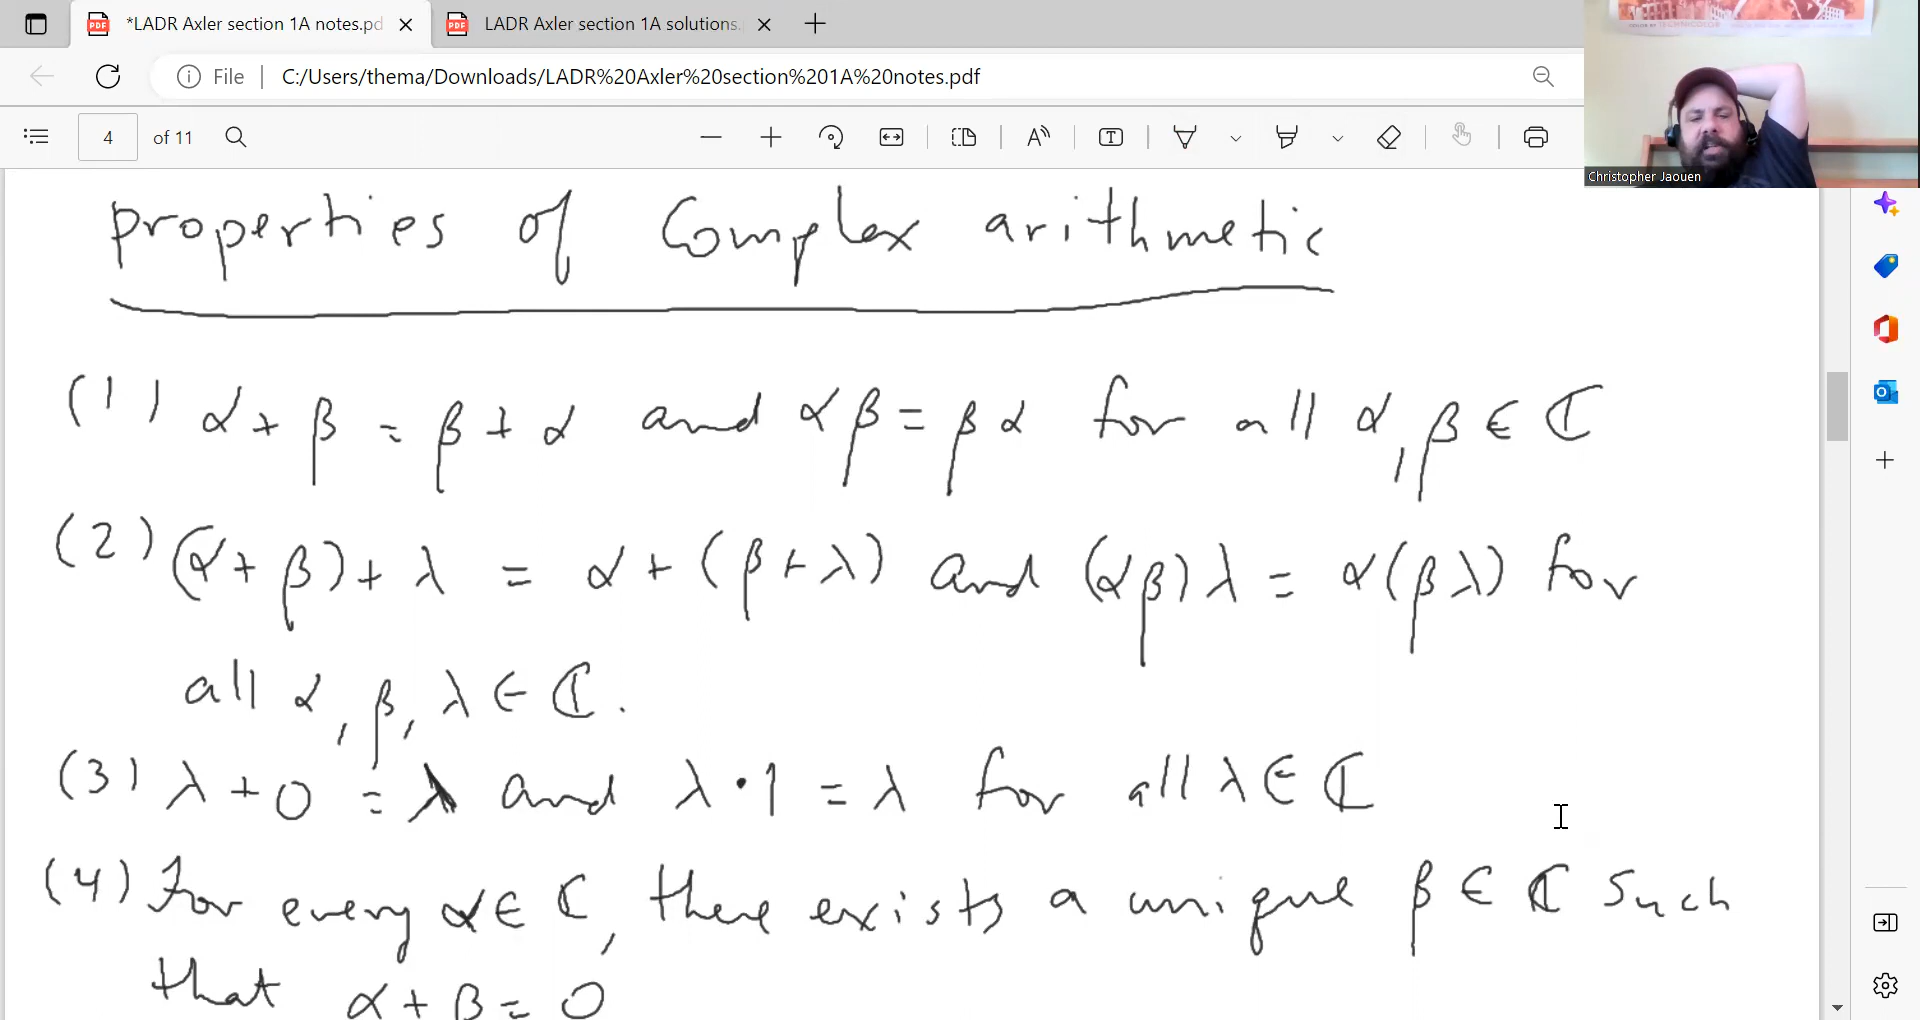 *LADR Axler section 1A notes.pd
LADR Axler section 1A solutions.
File
C:/Users/thema/Downloads/LADR%20Axler%20section%201A%20notes.pdf
4 of 11
Christopher Jaouen
properties of Complex arithmetic
(1) α + β = β + α and αβ = βα for all α, β ∈ ℂ
(2) (α + β) + λ = α + (β + λ) and (αβ)λ = α(βλ) for
all α, β, λ ∈ ℂ.
(3) λ + 0 = λ and λ · 1 = λ for all λ ∈ ℂ
(4) For every α ∈ ℂ, there exists a unique β ∈ ℂ Such
that α + β = 0